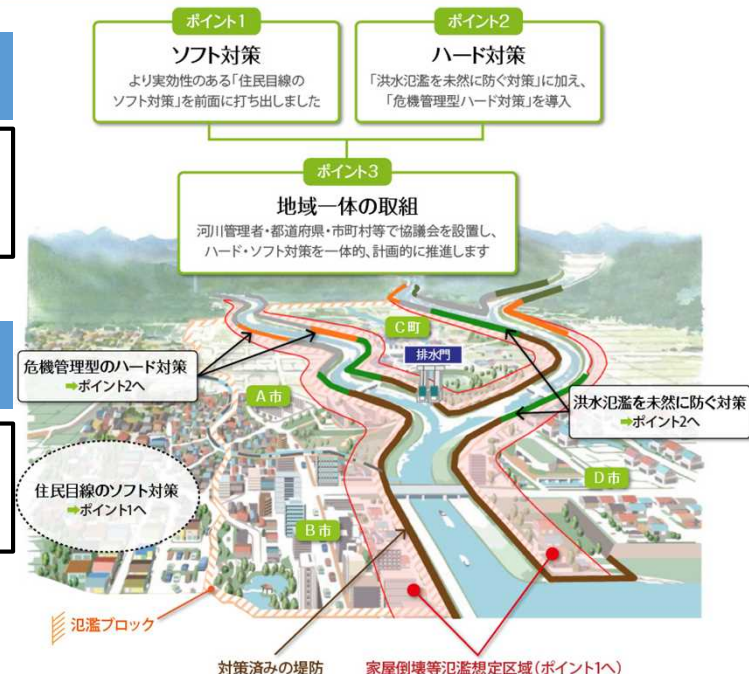 ポイント1
ソフト対策
より実効性のある「住民目線の
ソフト対策」を前面に打ち出しました
ポイント2
ハード対策
「洪水氾濫を未然に防ぐ対策」に加え、
「危機管理型ハード対策」を導入
ポイント3
地域一体の取組
河川管理者・都道府県・市町村等で協議会を設置し、
ハード・ソフト対策を一体的、計画的に推進します
C町
排水門
危機管理型のハード対策
➡ポイント2へ
A市
洪水氾濫を未然に防ぐ対策
➡ポイント2へ
住民目線のソフト対策
➡ポイント1へ
D市
B市
氾濫ブロック
対策済みの堤防
家屋倒壊等氾濫想定区域(ポイント1へ)